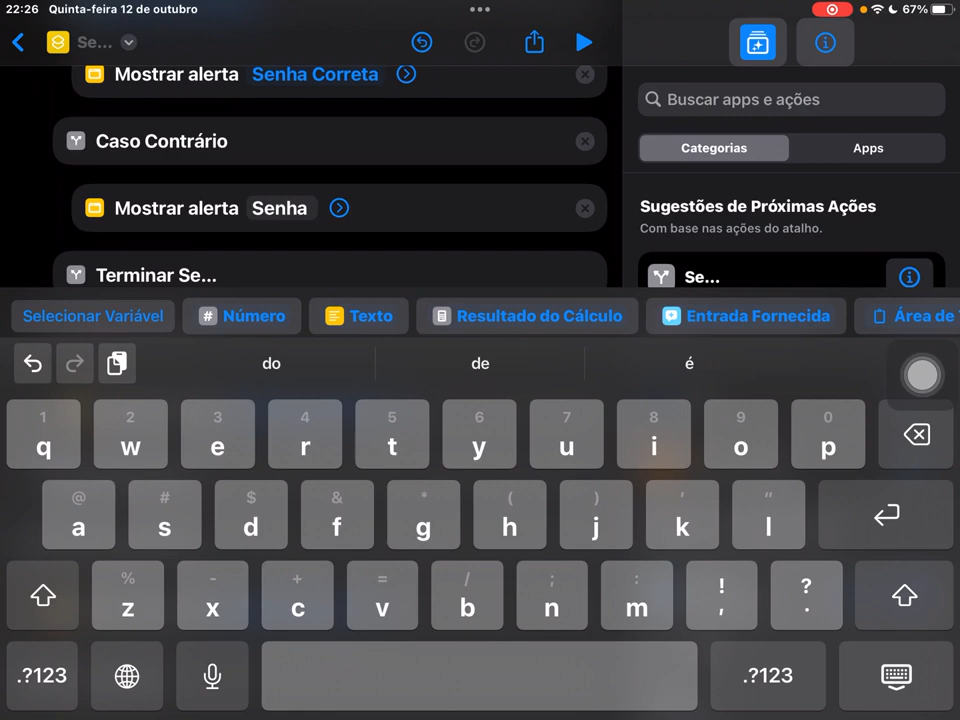 22:26 Quinta-feira 12 de outubro 67%
Se...
Mostrar alerta Senha Correta
Buscar apps e ações
Caso Contrário
Categorias Apps
Mostrar alerta Senha
Sugestões de Próximas Ações
Com base nas ações do atalho.
Terminar Se...
Se...
Selecionar Variável # Número Texto Resultado do Cálculo Entrada Fornecida Área de
do de é
1 2 3 4 5 6 7 8 9 0
q w e r t y u i o p
@ # $ & * ( ) ' "
a s d f g h j k l
% - + = / ; : ! ?
z x c v b n m , .
.?123 .?123